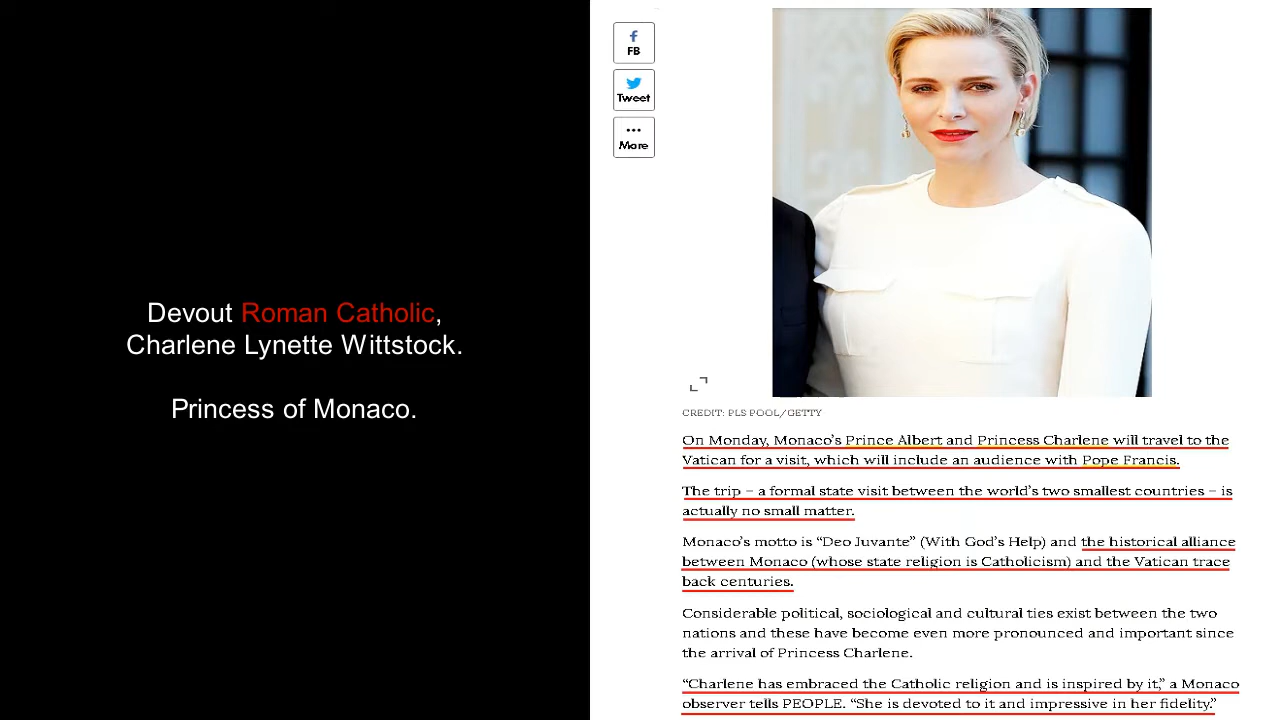 Devout Roman Catholic,
Charlene Lynette Wittstock.
Princess of Monaco.
FB
Tweet
More
CREDIT: PLS POOL/GETTY
On Monday, Monaco's Prince Albert and Princess Charlene will travel to the
Vatican for a visit, which will include an audience with Pope Francis.
The trip – a formal state visit between the world's two smallest countries – is
actually no small matter.
Monaco's motto is “Deo Juvante” (With God's Help) and the historical alliance
between Monaco (whose state religion is Catholicism) and the Vatican trace
back centuries.
Considerable political, sociological and cultural ties exist between the two
nations and these have become even more pronounced and important since
the arrival of Princess Charlene.
“Charlene has embraced the Catholic religion and is inspired by it,” a Monaco
observer tells PEOPLE. “She is devoted to it and impressive in her fidelity.”